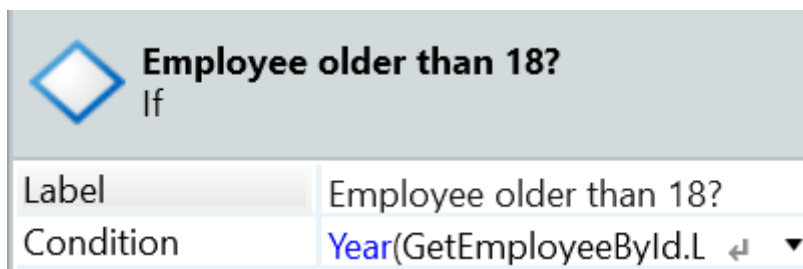 Employee older than 18?
If
Label Employee older than 18?
Condition Year(GetEmployeeById.L